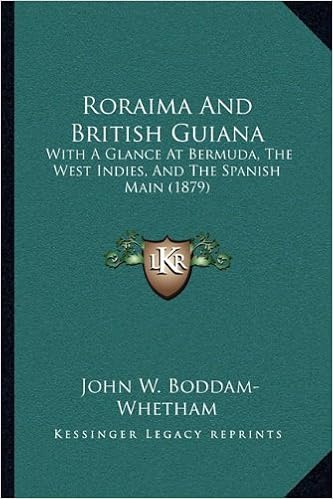 Roraima And
British Guiana
With A Glance At Bermuda, The
West Indies, And The Spanish
Main (1879)
LKR
John W. Boddam-
Whetham
Kessinger Legacy reprints